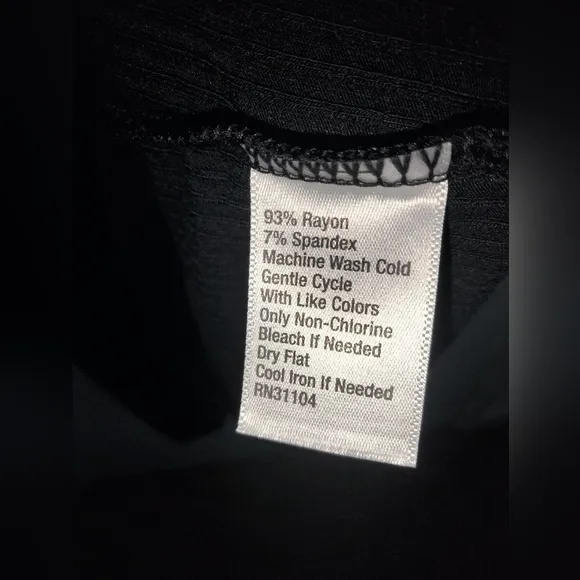 93% Rayon
7% Spandex
Machine Wash Cold
Gentle Cycle
With Like Colors
Only Non-Chlorine
Bleach If Needed
Dry Flat
Cool Iron If Needed
RN31104